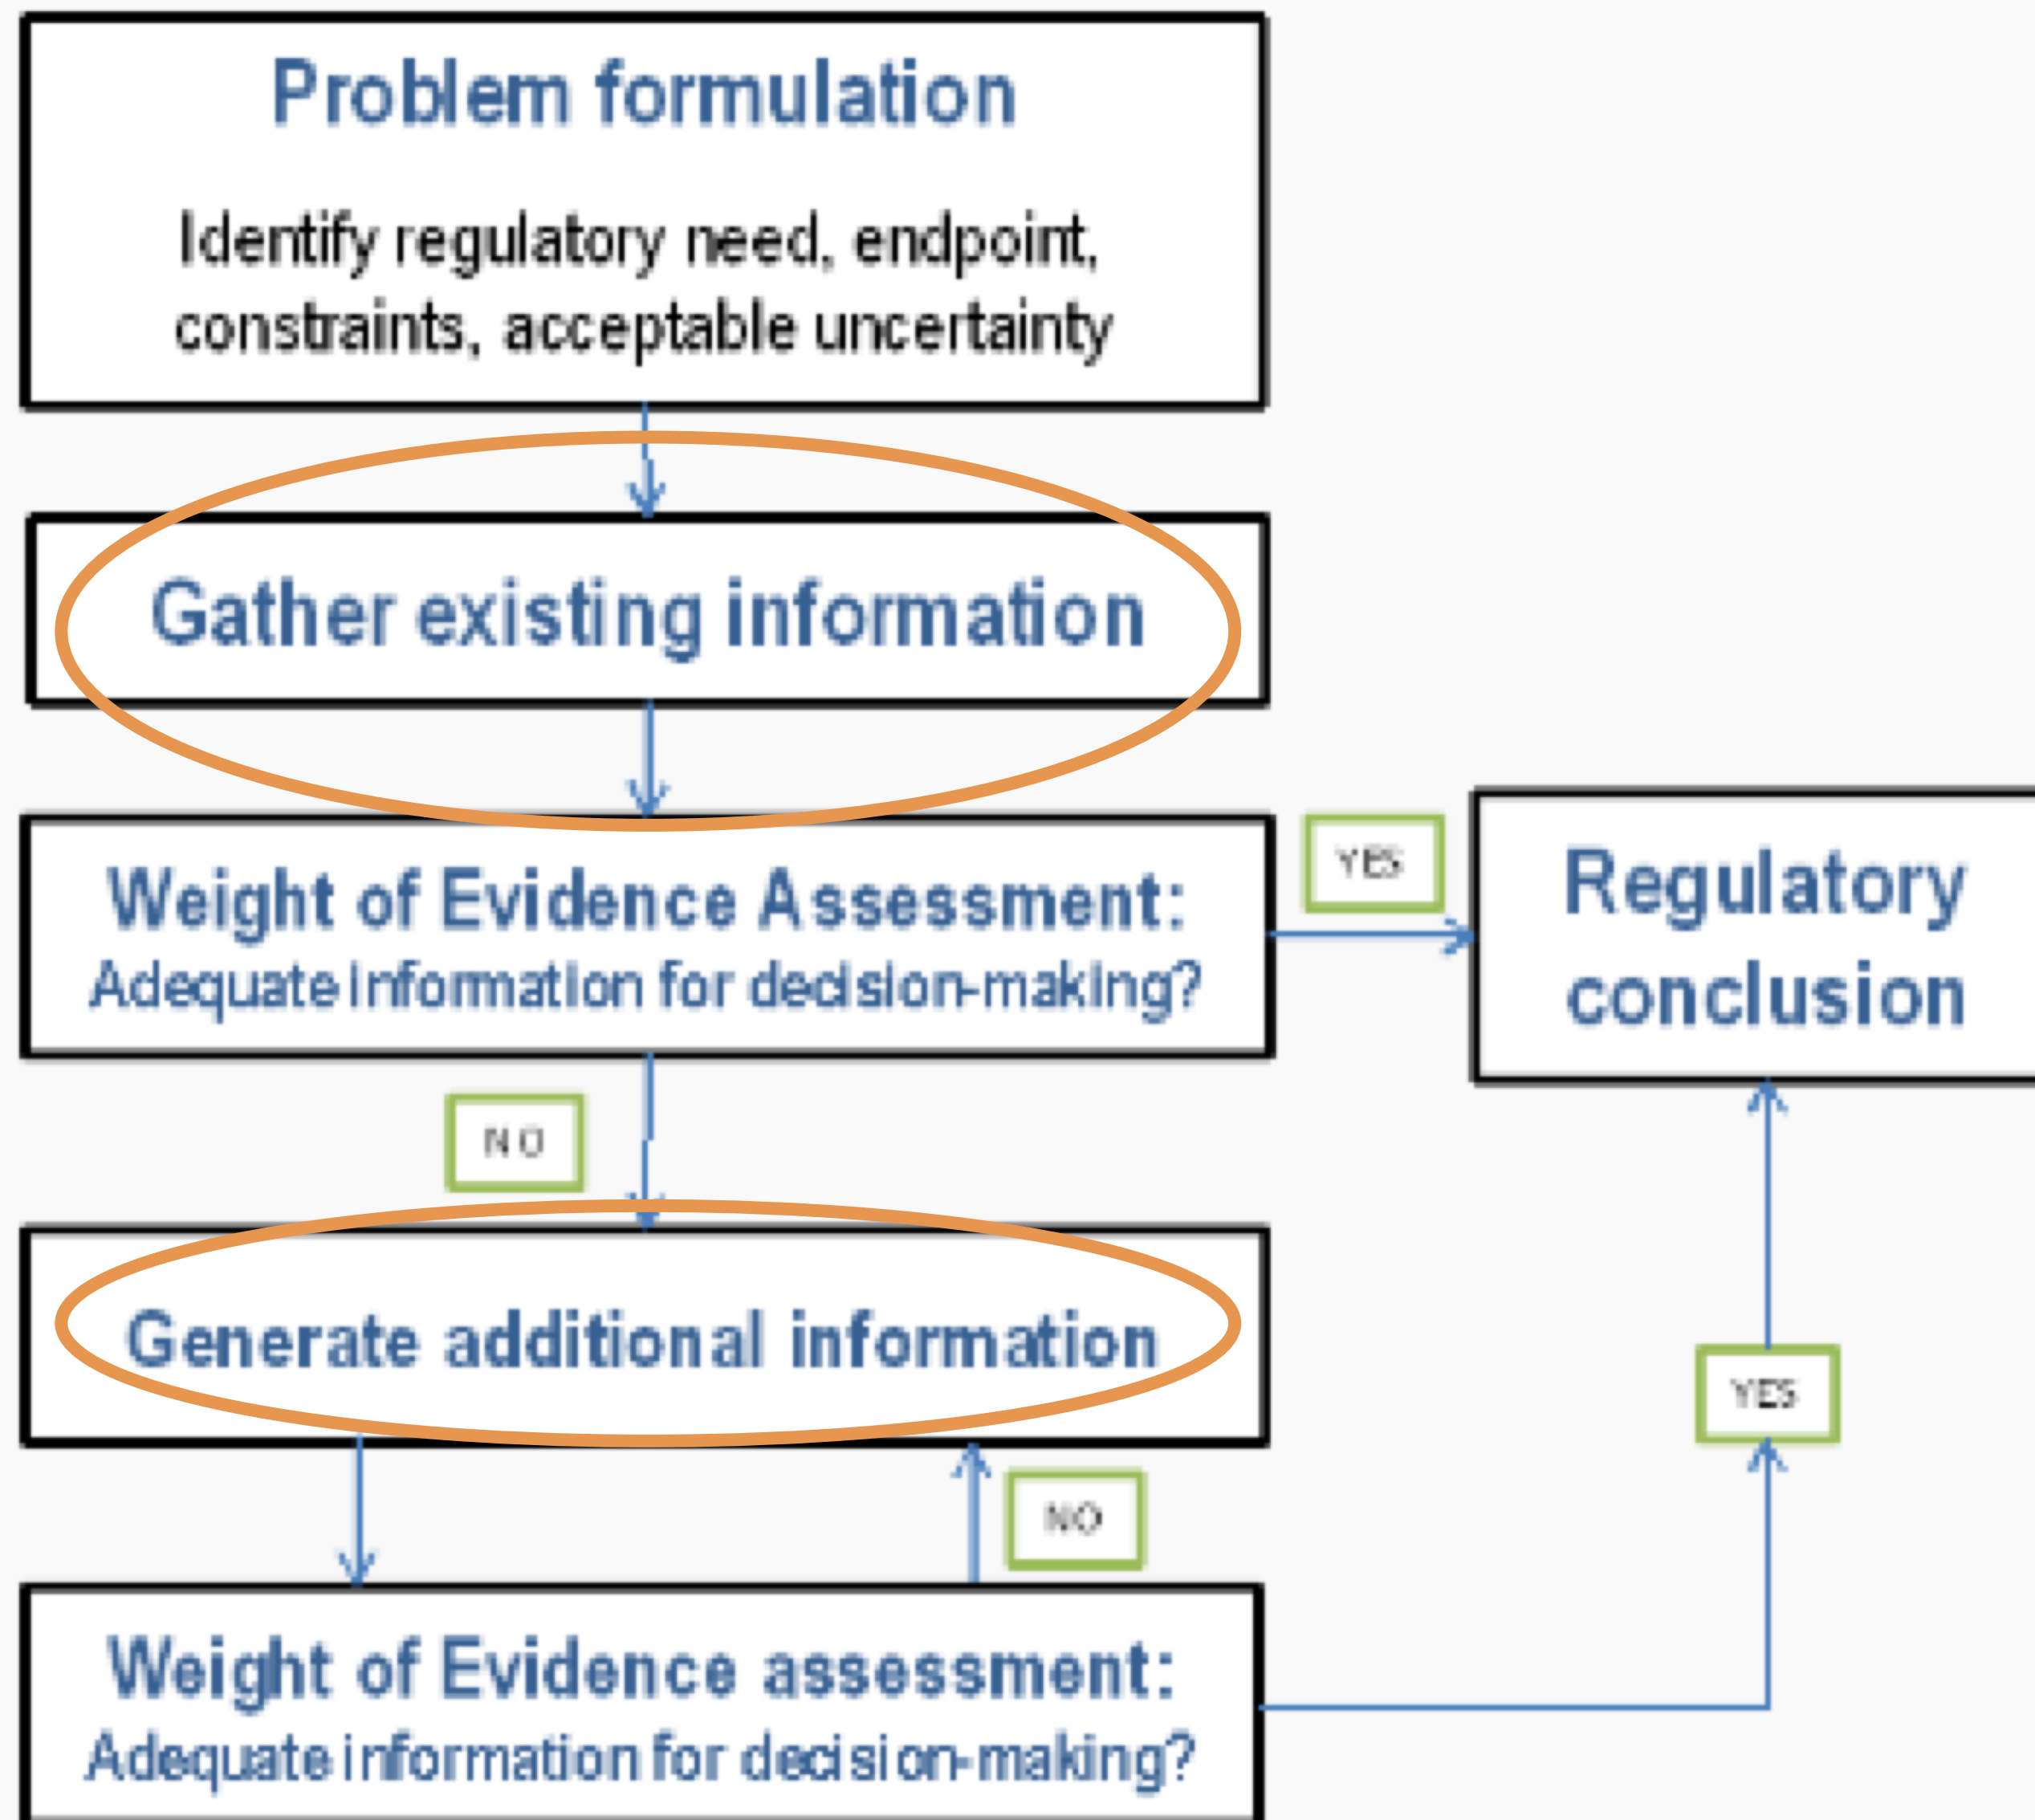 Problem formulation
Identify regulatory need, endpoint,
constraints, acceptable uncertainty
Gather existing information
Weight of Evidence Assessment:
Adequate information for decision-making?
YES
Regulatory
conclusion
NO
Generate additional information
YES
NO
Weight of Evidence assessment:
Adequate information for decision-making?